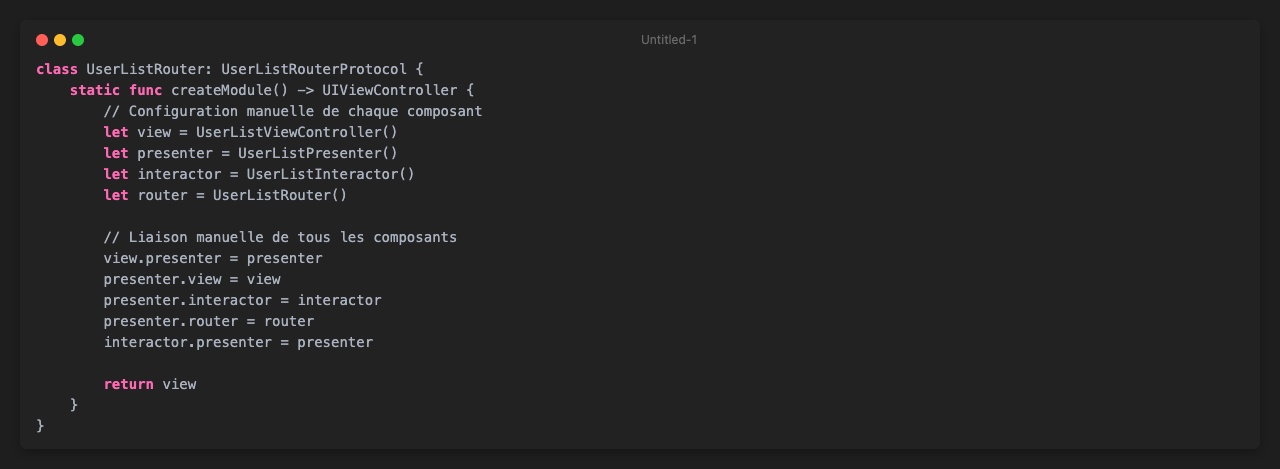 Untitled-1
class UserListRouter: UserListRouterProtocol {
    static func createModule() -> UIViewController {
        // Configuration manuelle de chaque composant
        let view = UserListViewController()
        let presenter = UserListPresenter()
        let interactor = UserListInteractor()
        let router = UserListRouter()

        // Liaison manuelle de tous les composants
        view.presenter = presenter
        presenter.view = view
        presenter.interactor = interactor
        presenter.router = router
        interactor.presenter = presenter

        return view
    }
}